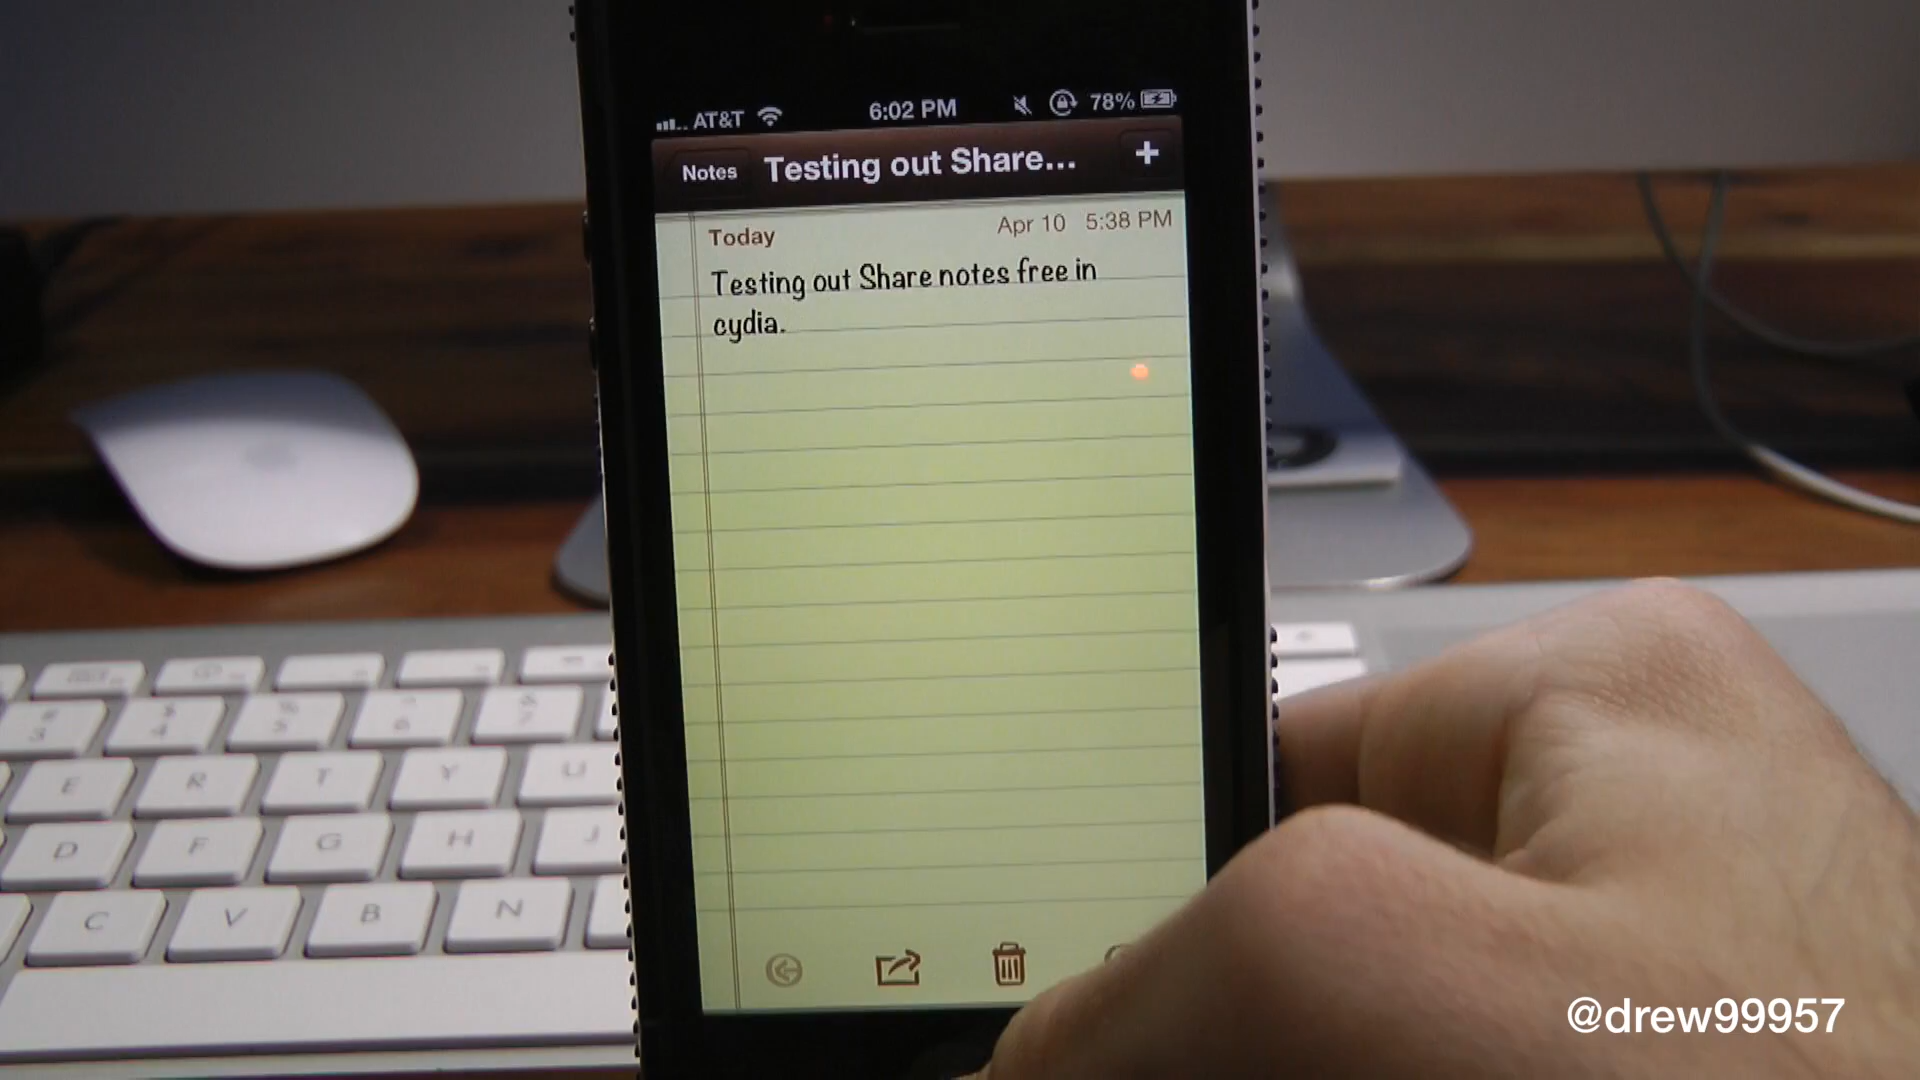 AT&T 6:02 PM 78%
Notes Testing out Share... +
Today Apr 10 5:38 PM
Testing out Share notes free in
cydia.
E R T Y U
D F G H J
C V B N
@drew99957